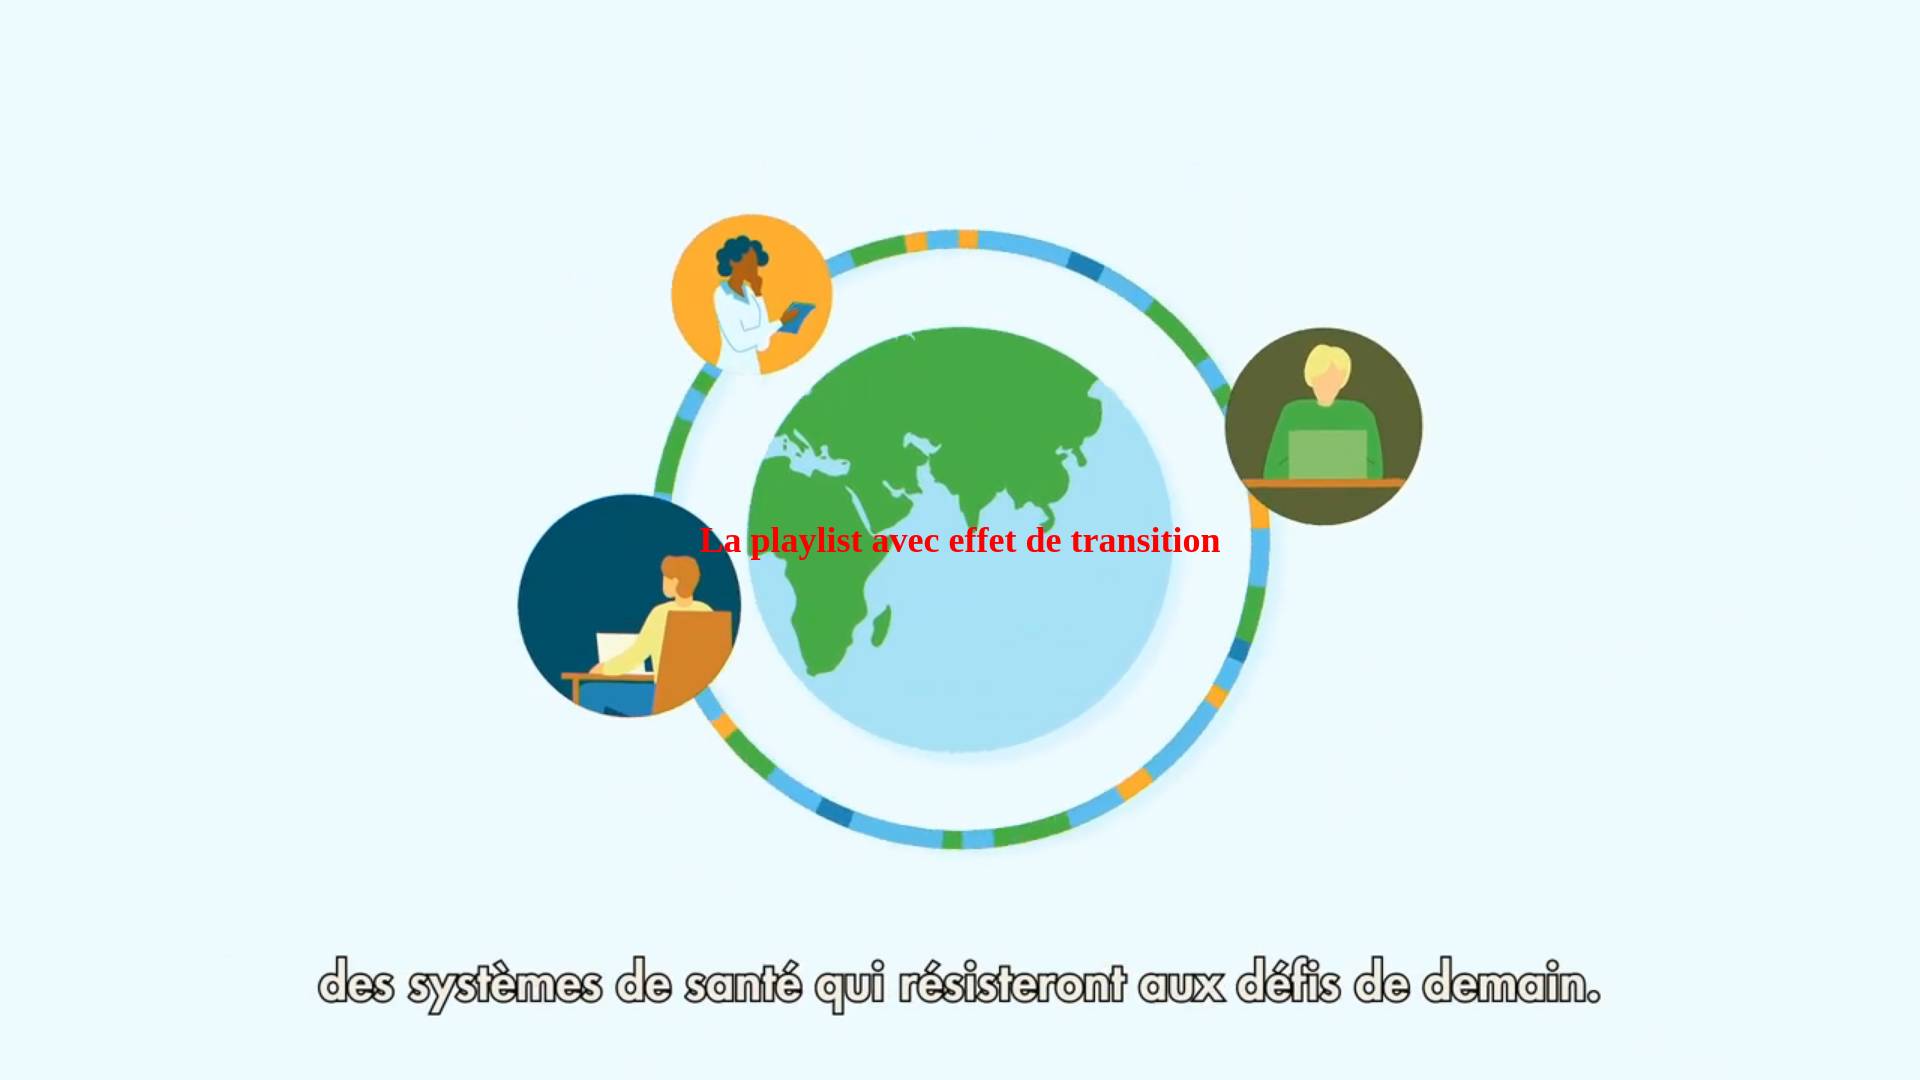 La playlist avec effet de transition
des systèmes de santé qui résisteront aux défis de demain.